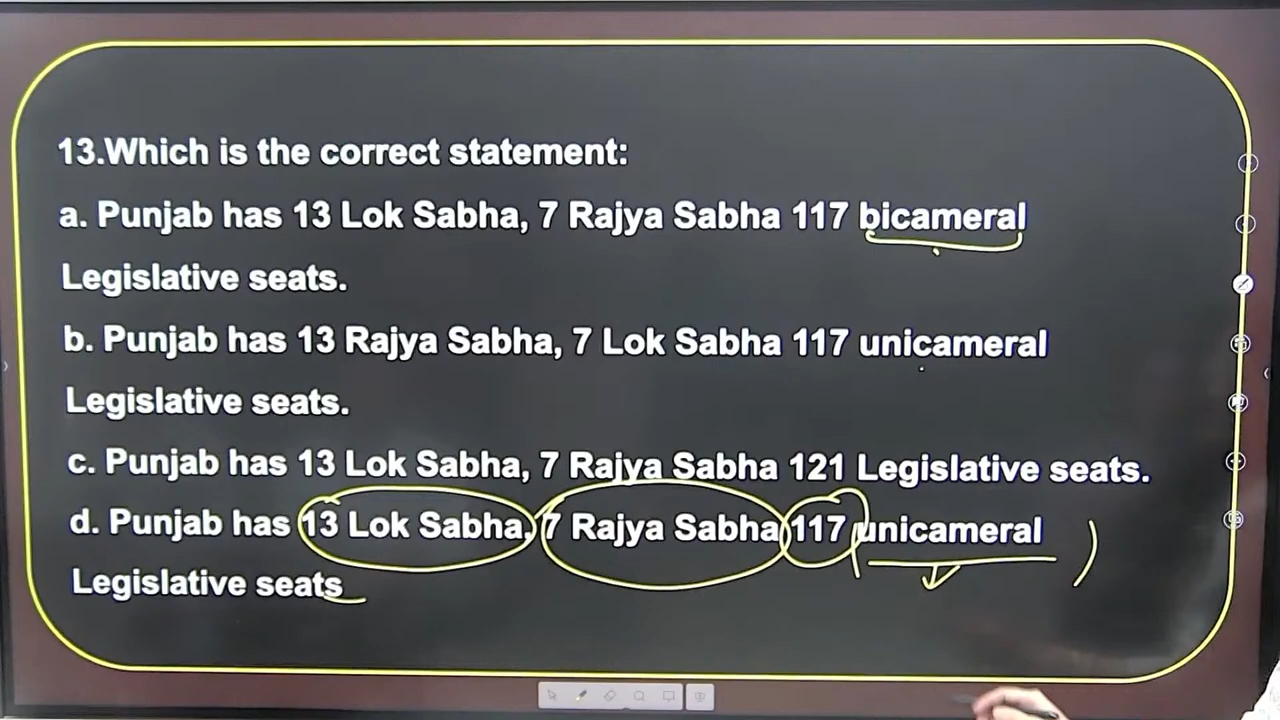 13.Which is the correct statement:
a. Punjab has 13 Lok Sabha, 7 Rajya Sabha 117 bicameral
Legislative seats.
b. Punjab has 13 Rajya Sabha, 7 Lok Sabha 117 unicameral
Legislative seats.
c. Punjab has 13 Lok Sabha, 7 Rajya Sabha 121 Legislative seats.
d. Punjab has 13 Lok Sabha, 7 Rajya Sabha 117 unicameral
Legislative seats